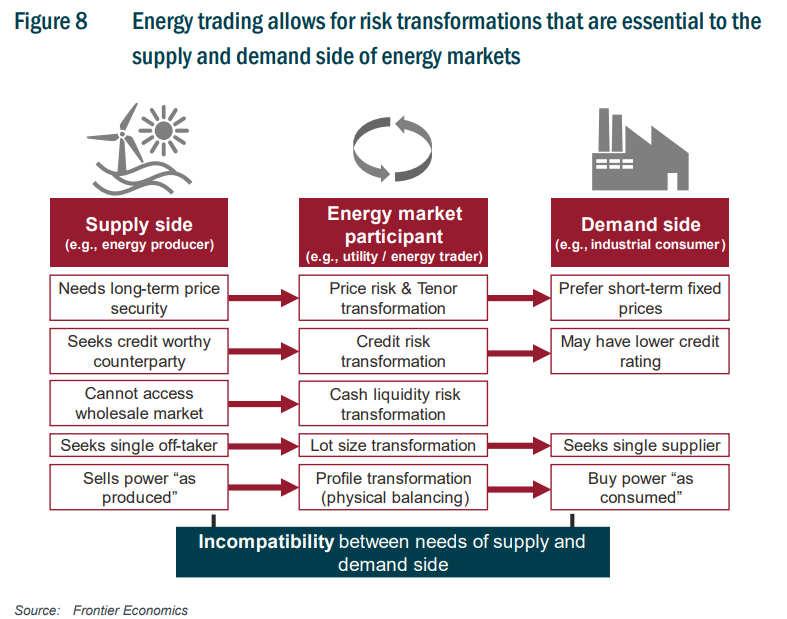 Figure 8 Energy trading allows for risk transformations that are essential to the
supply and demand side of energy markets
Supply side
(e.g., energy producer)
Energy market
participant
(e.g., utility / energy trader)
Demand side
(e.g., industrial consumer)
Needs long-term price
security
Price risk & Tenor
transformation
Prefer short-term fixed
prices
Seeks credit worthy
counterparty
Credit risk
transformation
May have lower credit
rating
Cannot access
wholesale market
Cash liquidity risk
transformation
Seeks single off-taker
Lot size transformation
Seeks single supplier
Sells power “as
produced”
Profile transformation
(physical balancing)
Buy power “as
consumed”
Incompatibility between needs of supply and
demand side
Source: Frontier Economics